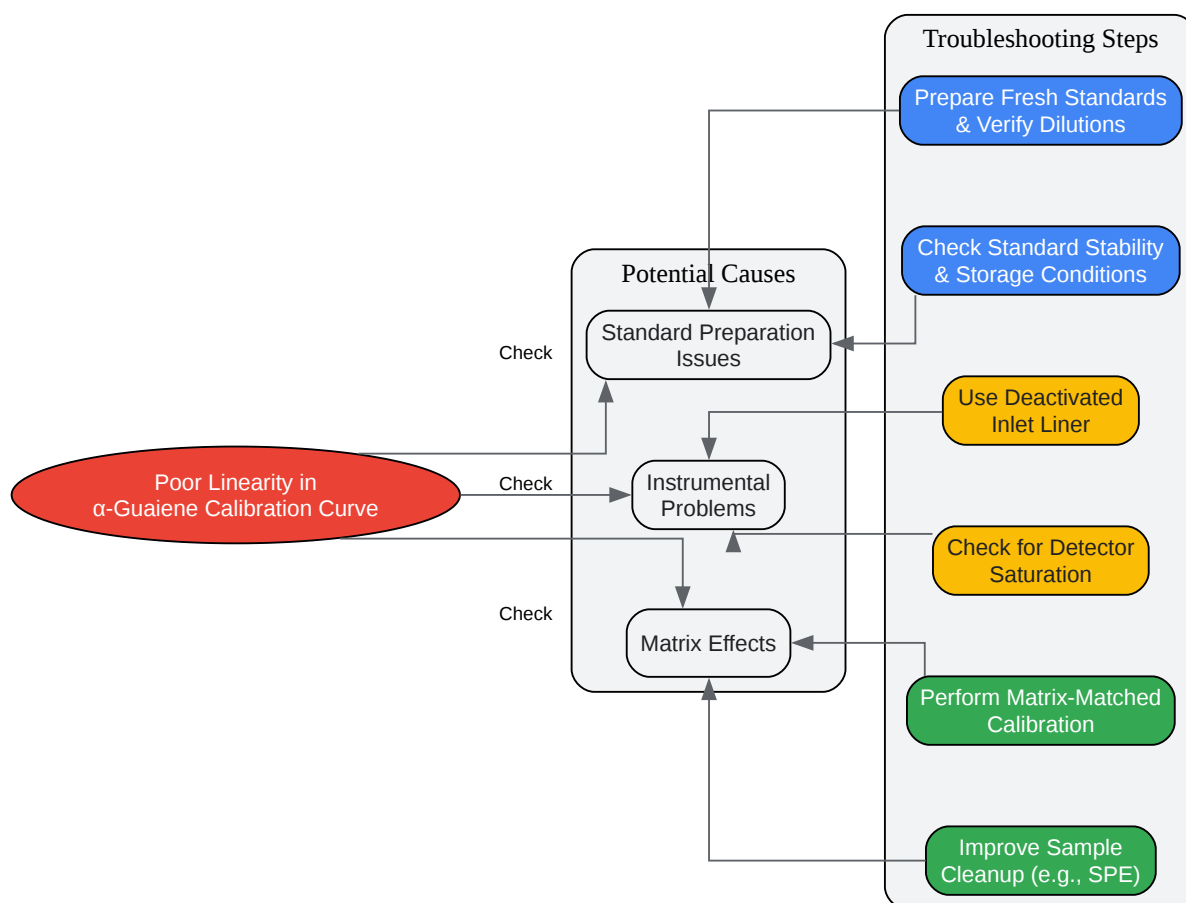 Troubleshooting Steps
Prepare Fresh Standards
& Verify Dilutions
Check Standard Stability
& Storage Conditions
Potential Causes
Standard Preparation
Issues
Check
Use Deactivated
Inlet Liner
Poor Linearity in
α-Guaiene Calibration Curve
Check
Instrumental
Problems
Check for Detector
Saturation
Check
Matrix Effects
Perform Matrix-Matched
Calibration
Improve Sample
Cleanup (e.g., SPE)